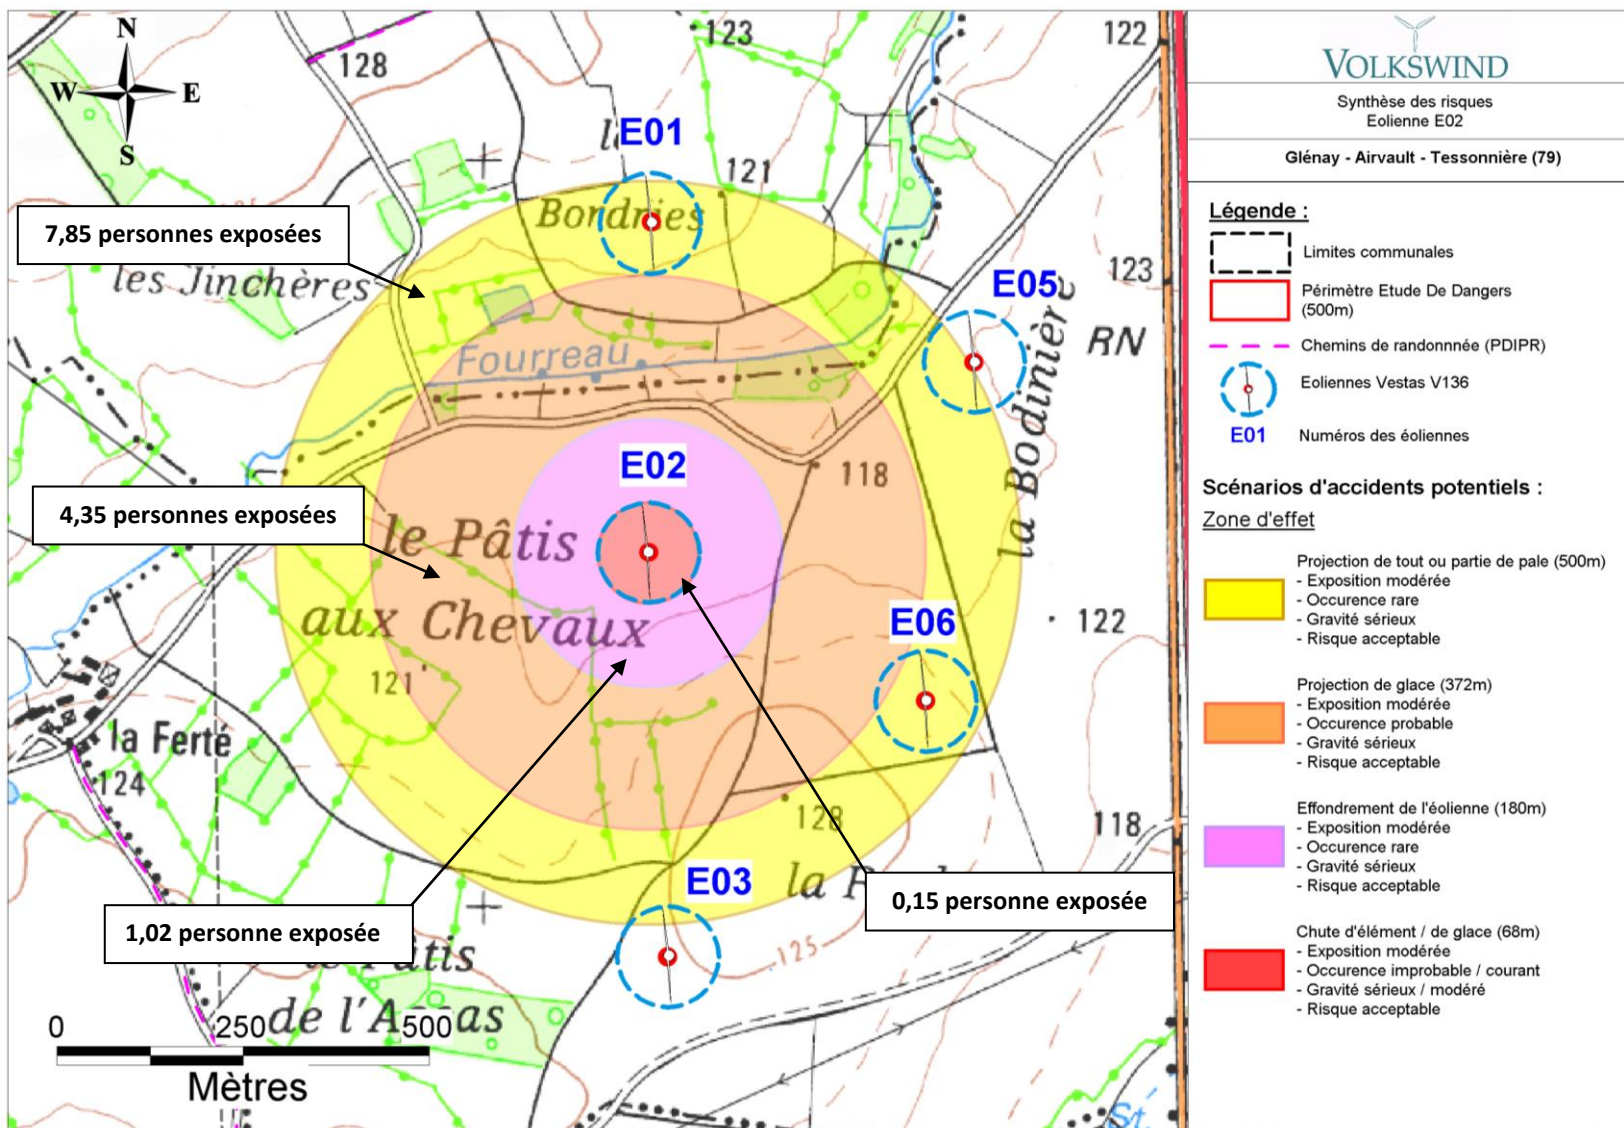 N
W
E
S
128
123
122
E01
121
Bondries
7,85 personnes exposées
les Jinchères
E05
123
RN
Fourreau
la Bodinière
E02
118
4,35 personnes exposées
le Pâtis
aux Chevaux
E06
122
121
la Ferté
124
128
118
E03
la
0,15 personne exposée
1,02 personne exposée
125
Pâtis
de l'A
as
0
250
500
Mètres
St
VOLKSWIND
Synthèse des risques
Eolienne E02
Glénay - Airvault - Tessonnière (79)
Légende :
Limites communales
Périmètre Etude De Dangers
(500m)
Chemins de randonnnée (PDIPR)
Eoliennes Vestas V136
E01
Numéros des éoliennes
Scénarios d'accidents potentiels :
Zone d'effet
Projection de tout ou partie de pale (500m)
- Exposition modérée
- Occurence rare
- Gravité sérieux
- Risque acceptable
Projection de glace (372m)
- Exposition modérée
- Occurence probable
- Gravité sérieux
- Risque acceptable
Effondrement de l'éolienne (180m)
- Exposition modérée
- Occurence rare
- Gravité sérieux
- Risque acceptable
Chute d'élément / de glace (68m)
- Exposition modérée
- Occurence improbable / courant
- Gravité sérieux / modéré
- Risque acceptable